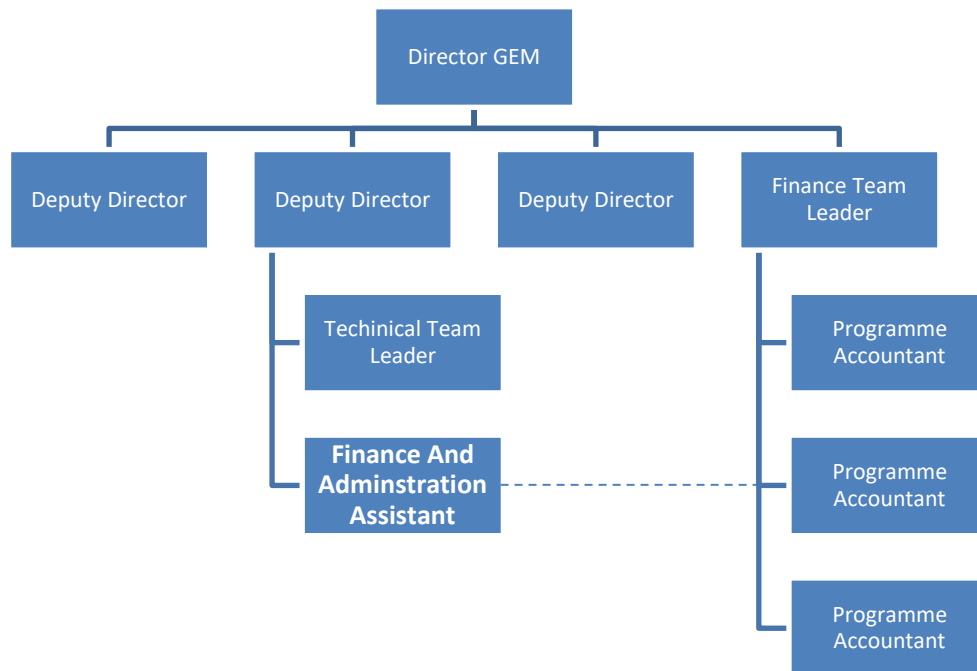 Director GEM
Deputy Director
Deputy Director
Deputy Director
Finance Team
Leader
Techinical Team
Leader
Programme
Accountant
Finance And
Adminstration
Assistant
Programme
Accountant
Programme
Accountant